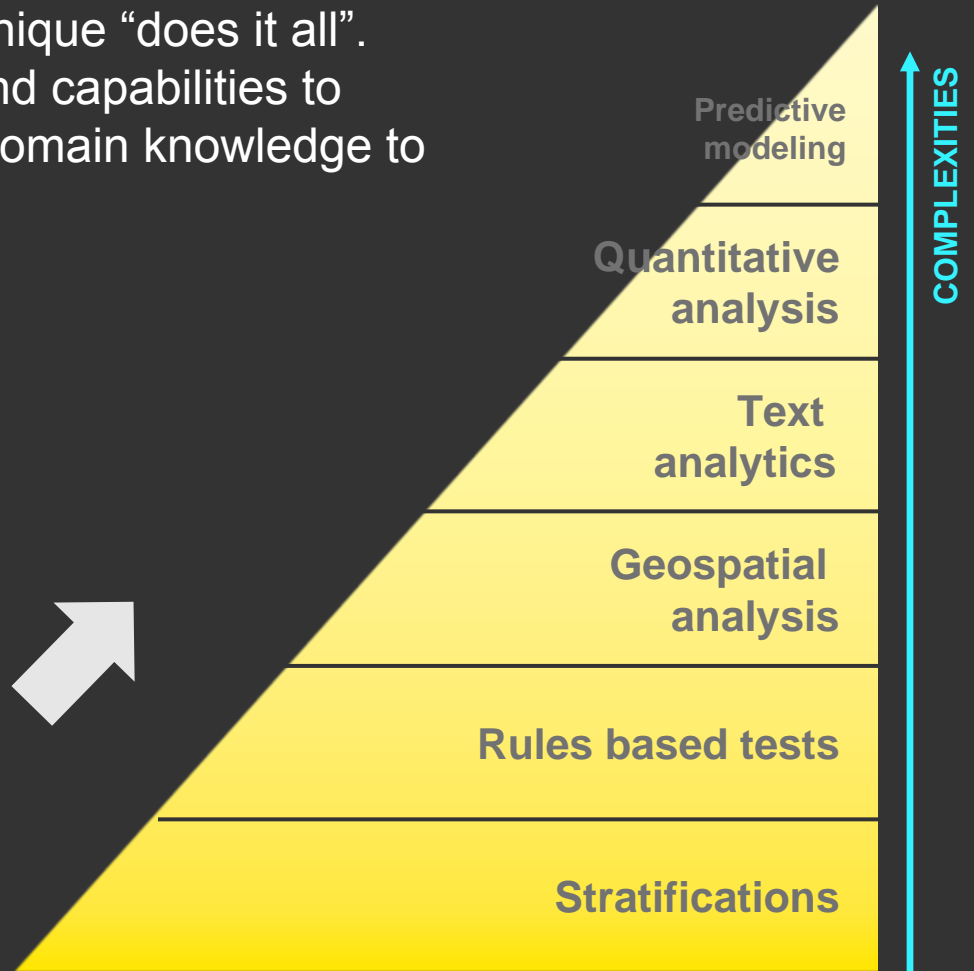 nique “does it all”.
nd capabilities to
omain knowledge to
Predictive
modeling
COMPLEXITIES
Quantitative
analysis
Text
analytics
Geospatial
analysis
Rules based tests
Stratifications